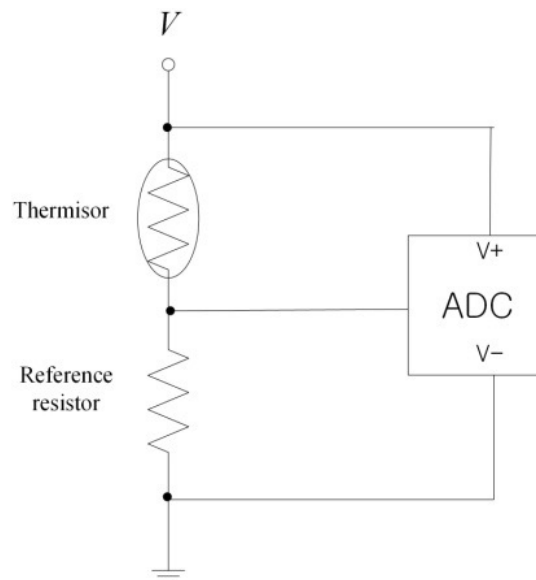 V
Thermisor
V+
ADC
V−
Reference
resistor